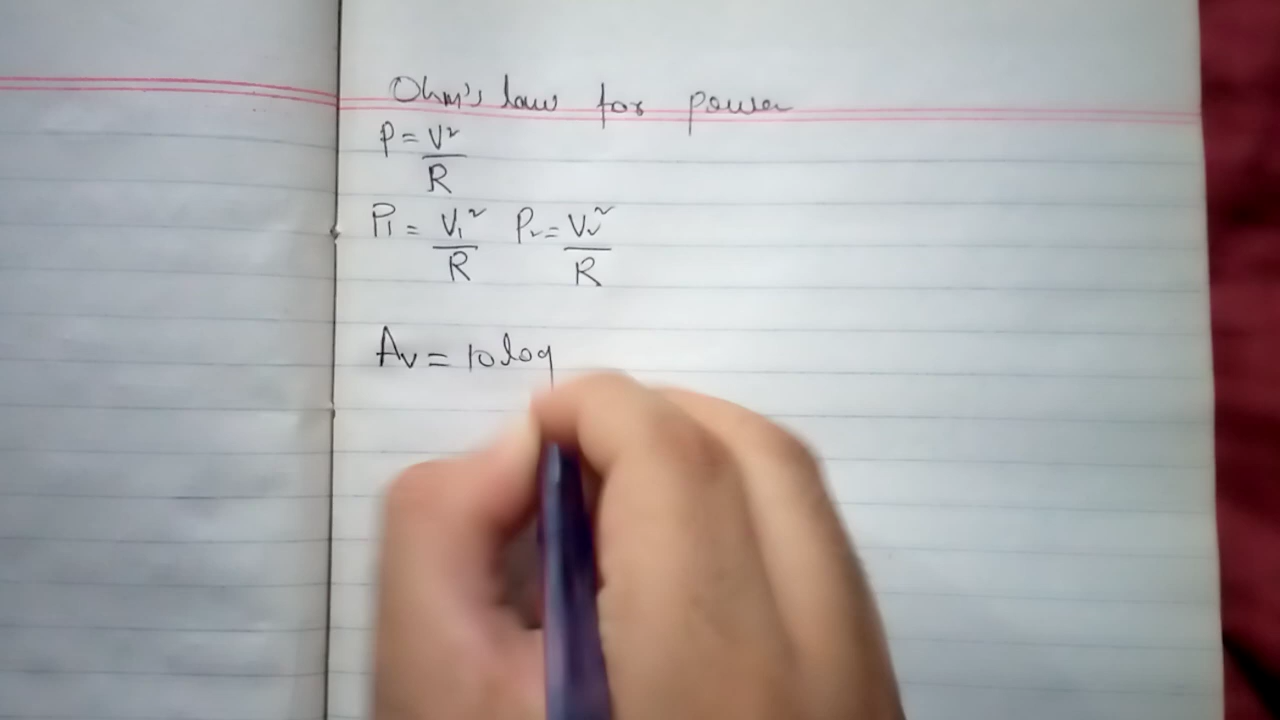 Ohm's law for power
P = V²/R
P1 = V1²/R P2 = V2²/R
Av = 10 log